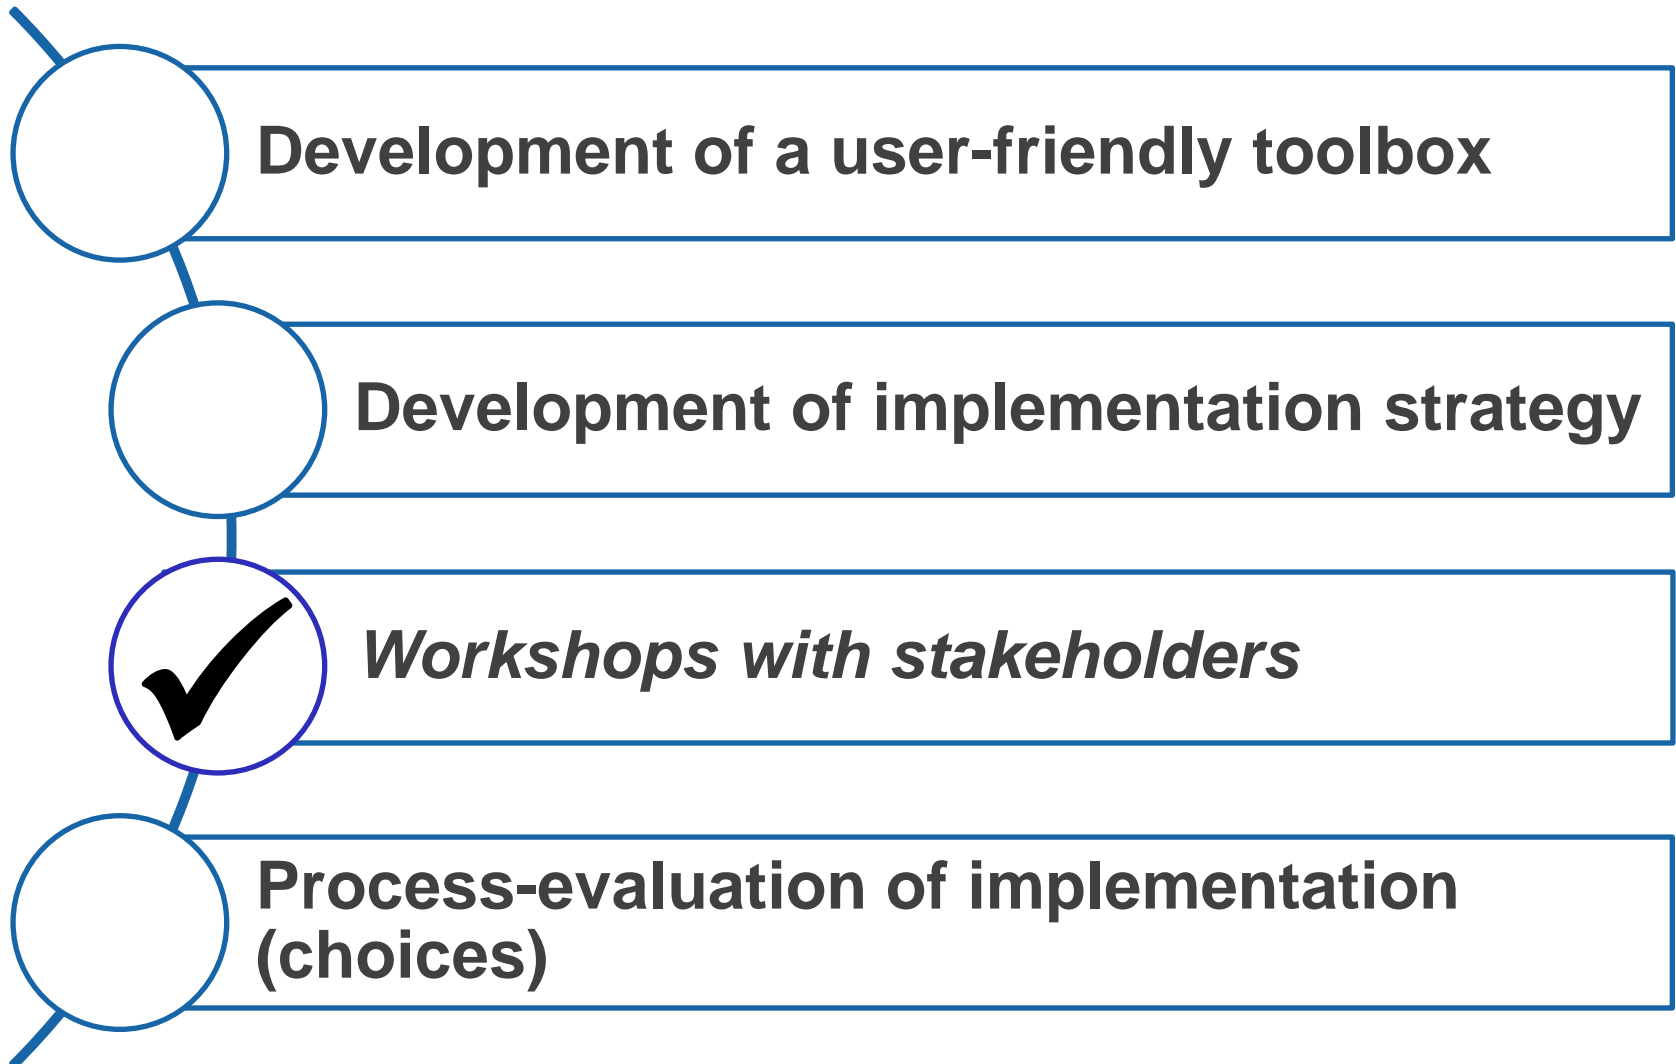 Development of a user-friendly toolbox
Development of implementation strategy
Workshops with stakeholders
Process-evaluation of implementation
(choices)